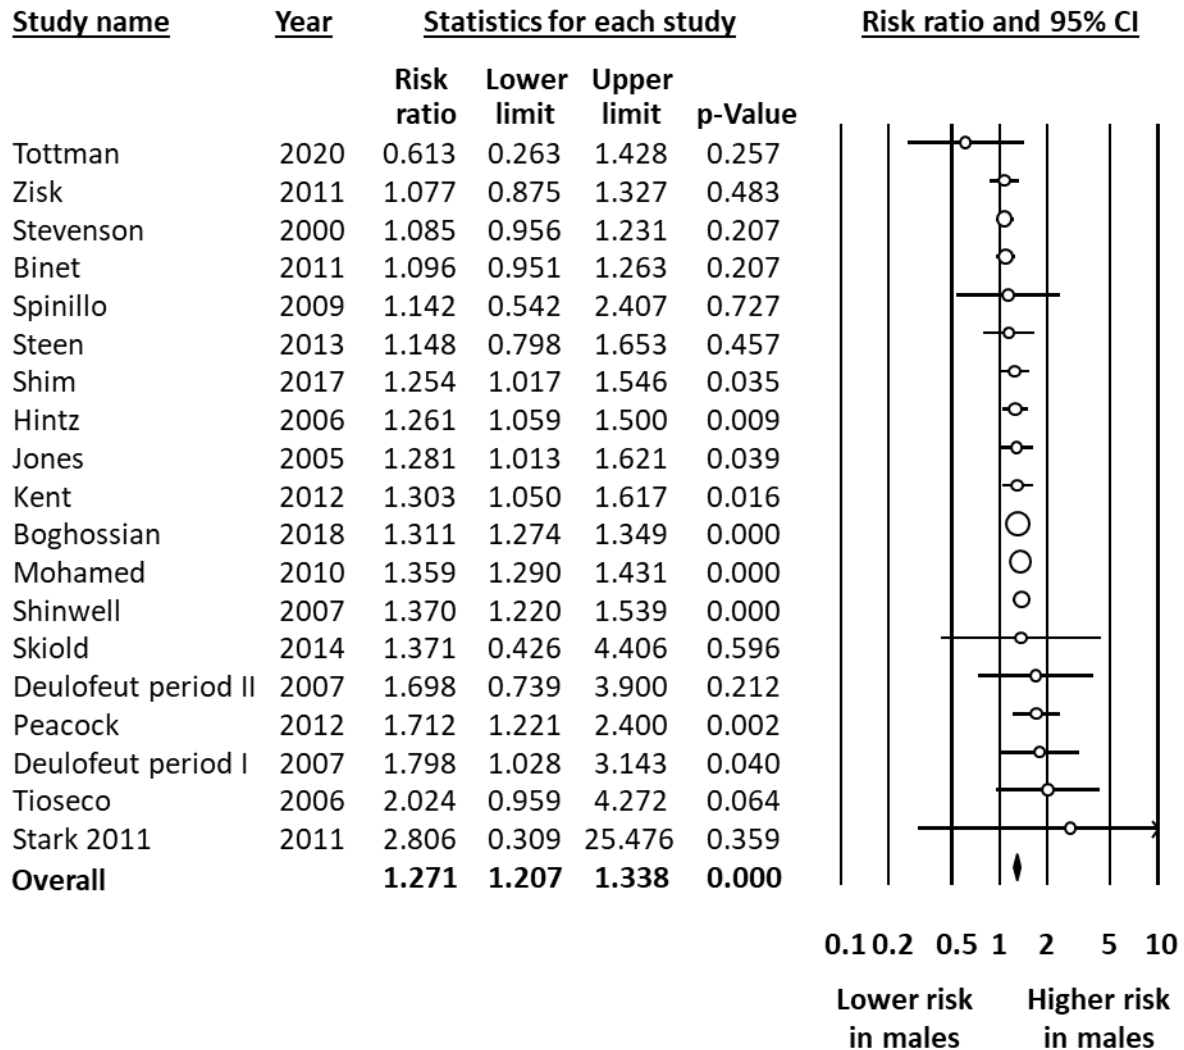 Study name Year Statistics for each study Risk ratio and 95% CI
Risk Lower Upper
ratio limit limit p-Value
Tottman 2020 0.613 0.263 1.428 0.257
Zisk 2011 1.077 0.875 1.327 0.483
Stevenson 2000 1.085 0.956 1.231 0.207
Binet 2011 1.096 0.951 1.263 0.207
Spinillo 2009 1.142 0.542 2.407 0.727
Steen 2013 1.148 0.798 1.653 0.457
Shim 2017 1.254 1.017 1.546 0.035
Hintz 2006 1.261 1.059 1.500 0.009
Jones 2005 1.281 1.013 1.621 0.039
Kent 2012 1.303 1.050 1.617 0.016
Boghossian 2018 1.311 1.274 1.349 0.000
Mohamed 2010 1.359 1.290 1.431 0.000
Shinwell 2007 1.370 1.220 1.539 0.000
Skiold 2014 1.371 0.426 4.406 0.596
Deulofeut period II 2007 1.698 0.739 3.900 0.212
Peacock 2012 1.712 1.221 2.400 0.002
Deulofeut period I 2007 1.798 1.028 3.143 0.040
Tioseco 2006 2.024 0.959 4.272 0.064
Stark 2011 2011 2.806 0.309 25.476 0.359
Overall 1.271 1.207 1.338 0.000
0.1 0.2 0.5 1 2 5 10
Lower risk Higher risk
in males in males